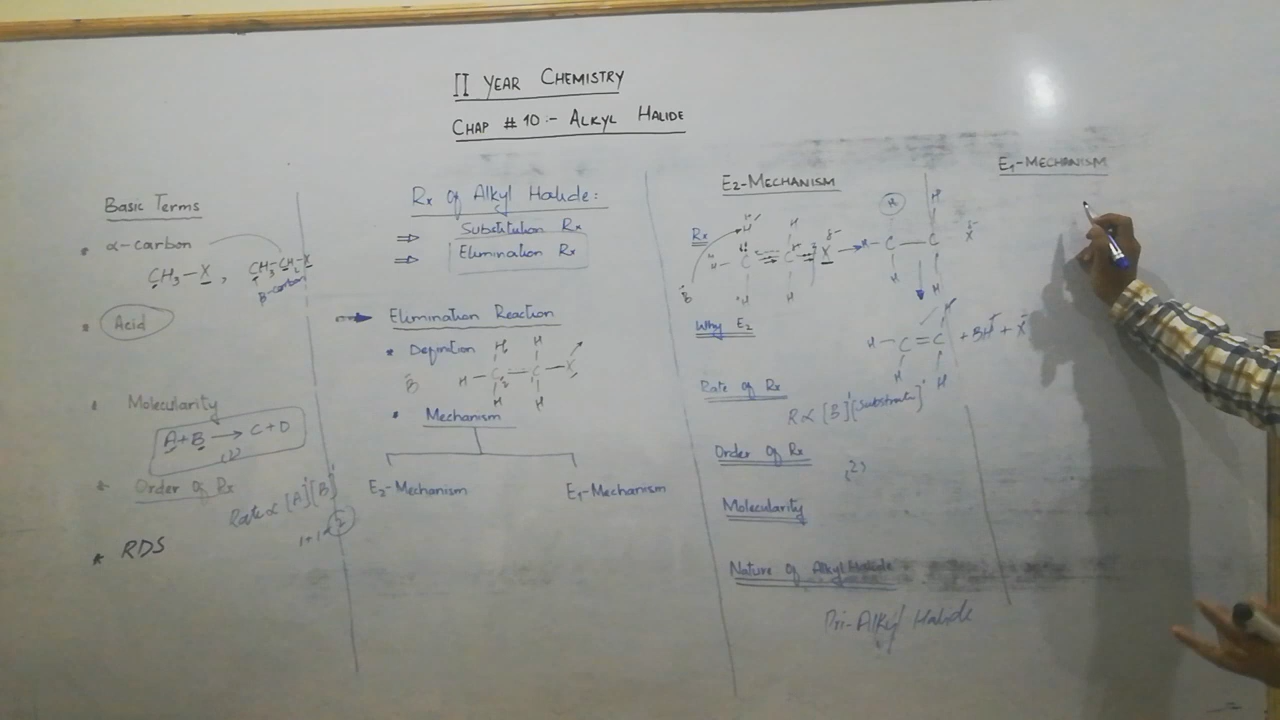 II YEAR CHEMISTRY
CHAP # 10:- ALKYL HALIDE
Basic Terms
• α-carbon
CH3-X, CH3-CH2-X
B-carbon
• Acid
• Molecularity
A+B → C+D
• Order Of Rx
Rate ∝ [A]¹[B]¹
1+1=2
* RDS
Rx Of Alkyl Halide:
⇒ Substitution Rx
⇒ Elimination Rx
→ Elimination Reaction
• Definition
H H
B̄ H-C-C-X
H H
• Mechanism
E2-Mechanism E1-Mechanism
E2-MECHANISM
Rx
H H
H-C-C-X δ-
H H
B̄
→
H
H
H-C-C X δ-
H H
H-C=C H + BH⁺ + X⁻
H H
Why E2
Rate of Rx
R ∝ [B]¹[Substrate]¹
Order Of Rx
(2)
Molecularity
Nature of Alkyl Halide
Pri-Alkyl Halide
E1-MECHANISM